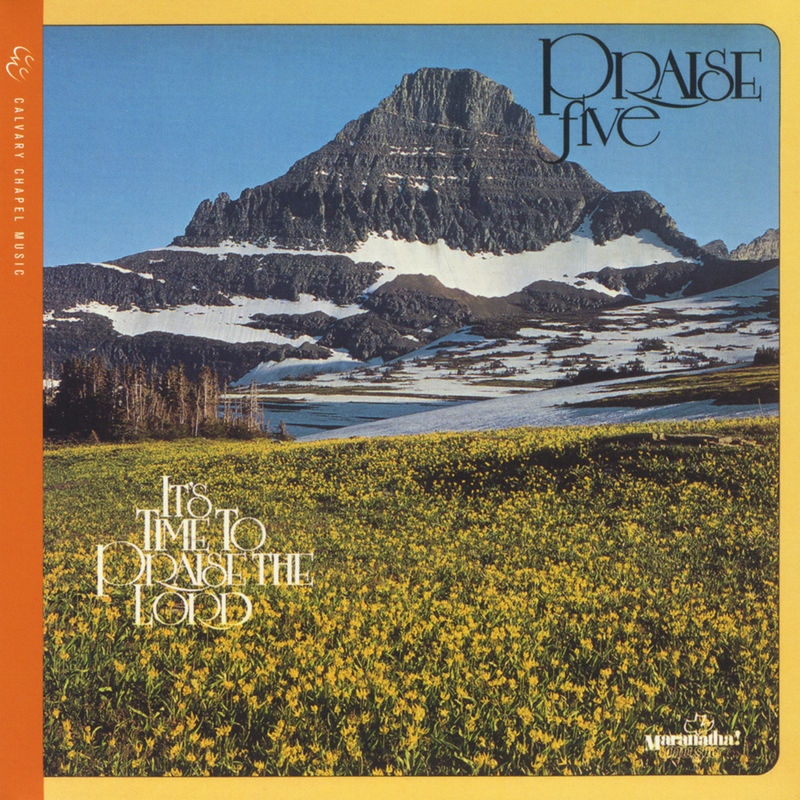 CALVARY CHAPEL MUSIC
PRAISE
five
IT'S
TIME TO
PRAISE THE
LORD
Maranatha!